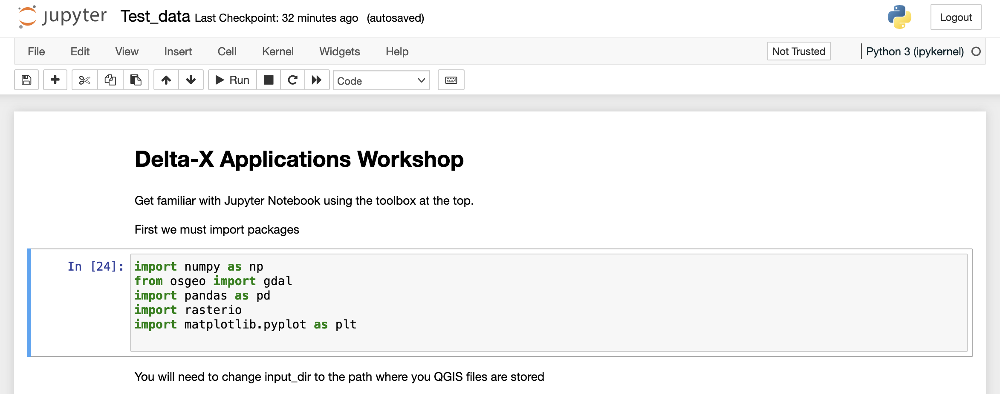 jupyter Test_data Last Checkpoint: 32 minutes ago (autosaved) Logout
File Edit View Insert Cell Kernel Widgets Help Not Trusted Python 3 (ipykernel)
Run Code
Delta-X Applications Workshop
Get familiar with Jupyter Notebook using the toolbox at the top.
First we must import packages
In [24]: import numpy as np
from osgeo import gdal
import pandas as pd
import rasterio
import matplotlib.pyplot as plt
You will need to change input_dir to the path where you QGIS files are stored